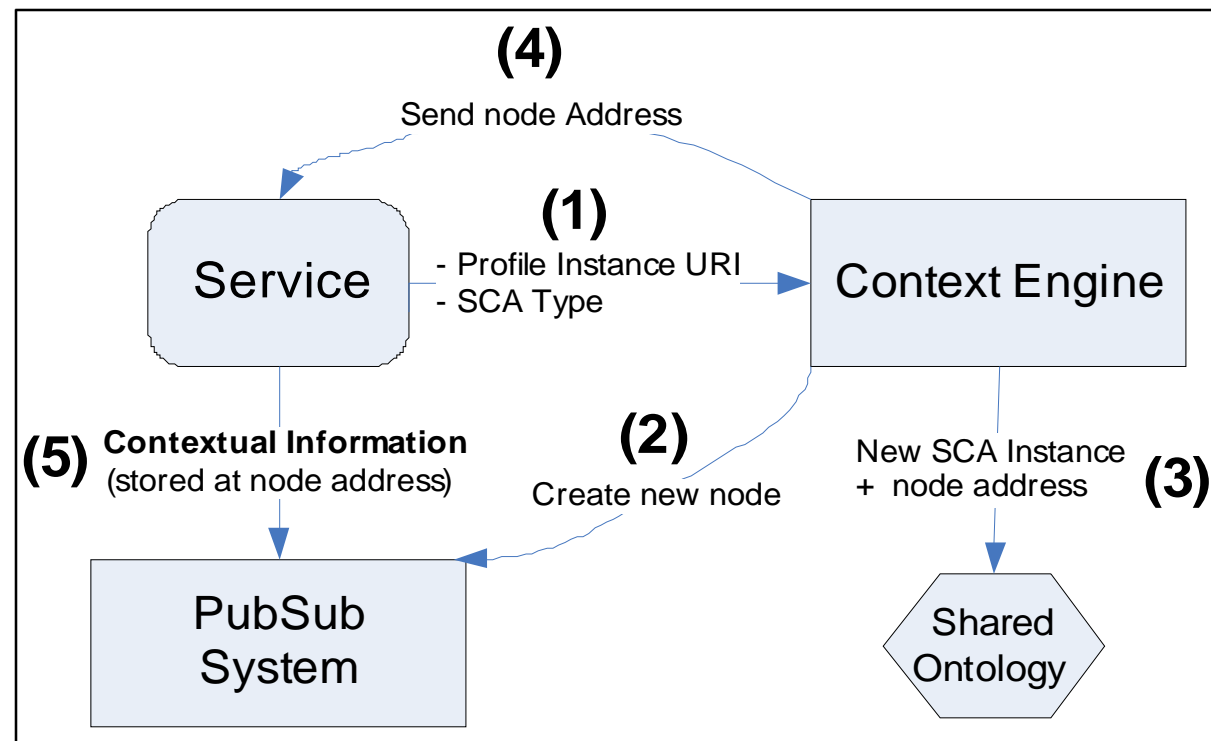 (4)
Send node Address
(1)
- Profile Instance URI
- SCA Type
Service
Context Engine
(5)
Contextual Information
(stored at node address)
(2)
Create new node
New SCA Instance
+ node address
(3)
PubSub
System
Shared
Ontology